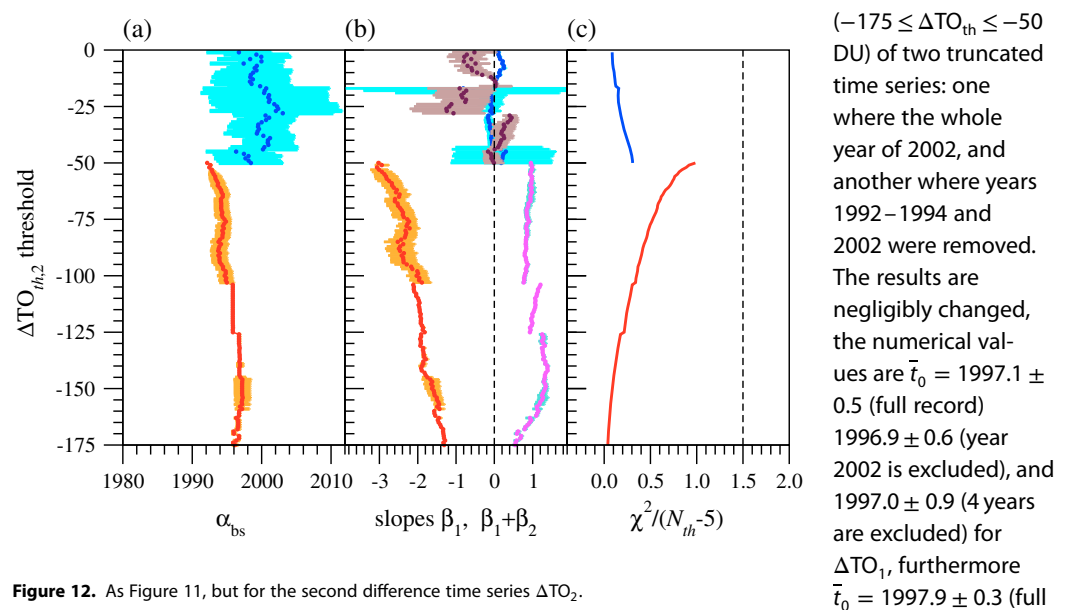 (a)
(b)
(c)
0
-25
-50
-75
-100
-125
-150
-175
ΔTO_th,2 threshold
1980 1990 2000 2010
-3 -2 -1 0 1
0.0 0.5 1.0 1.5 2.0
α_bs
slopes β_1, β_1+β_2
χ^2/(N_th-5)
Figure 12. As Figure 11, but for the second difference time series ΔTO_2.
(−175 ≤ ΔTO_th ≤ −50
DU) of two truncated
time series: one
where the whole
year of 2002, and
another where years
1992–1994 and
2002 were removed.
The results are
negligibly changed,
the numerical val-
ues are t̅_0 = 1997.1 ±
0.5 (full record)
1996.9 ± 0.6 (year
2002 is excluded), and
1997.0 ± 0.9 (4 years
are excluded) for
ΔTO_1, furthermore
t̅_0 = 1997.9 ± 0.3 (full